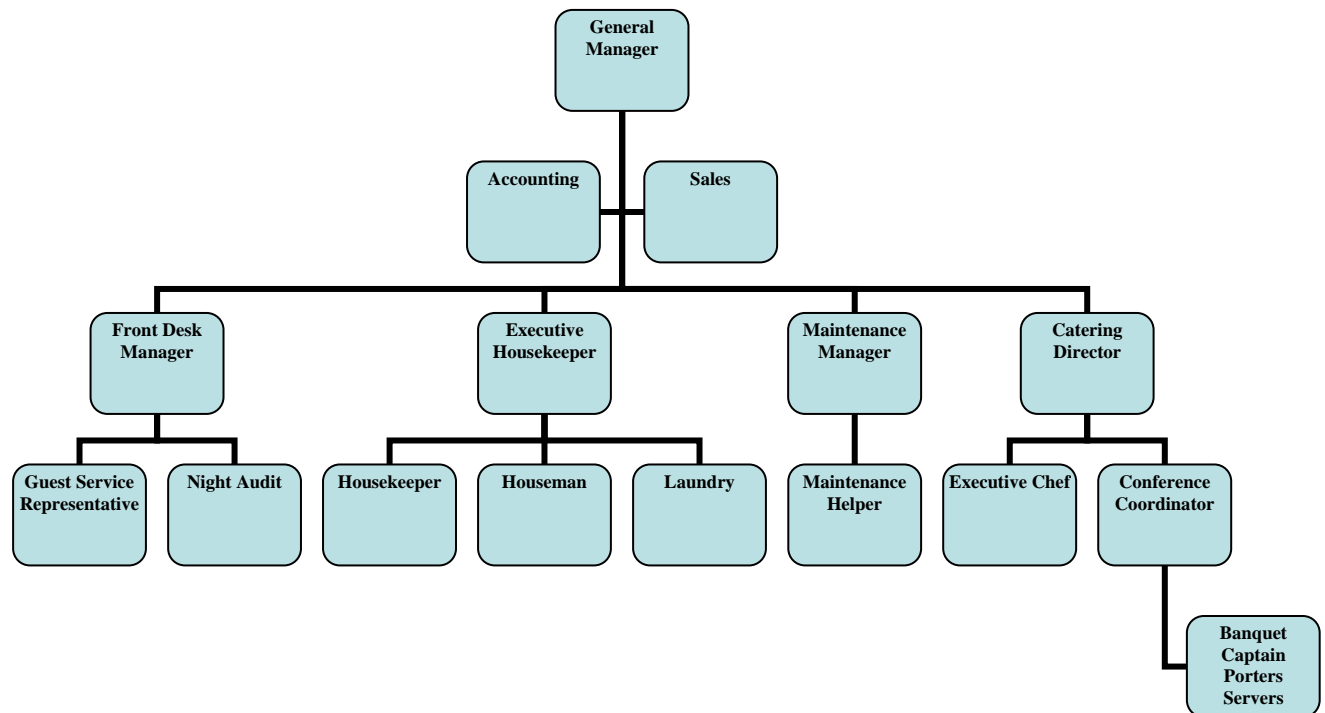 General
Manager
Accounting
Sales
Front Desk
Manager
Executive
Housekeeper
Maintenance
Manager
Catering
Director
Guest Service
Representative
Night Audit
Housekeeper
Houseman
Laundry
Maintenance
Helper
Executive Chef
Conference
Coordinator
Banquet
Captain
Porters
Servers